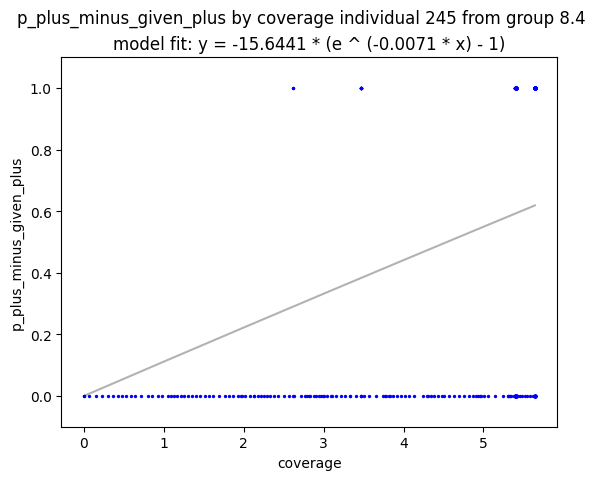 p_plus_minus_given_plus by coverage individual 245 from group 8.4
model fit: y = -15.6441 * (e ^ (-0.0071 * x) - 1)
p_plus_minus_given_plus
1.0
0.8
0.6
0.4
0.2
0.0
0 1 2 3 4 5
coverage